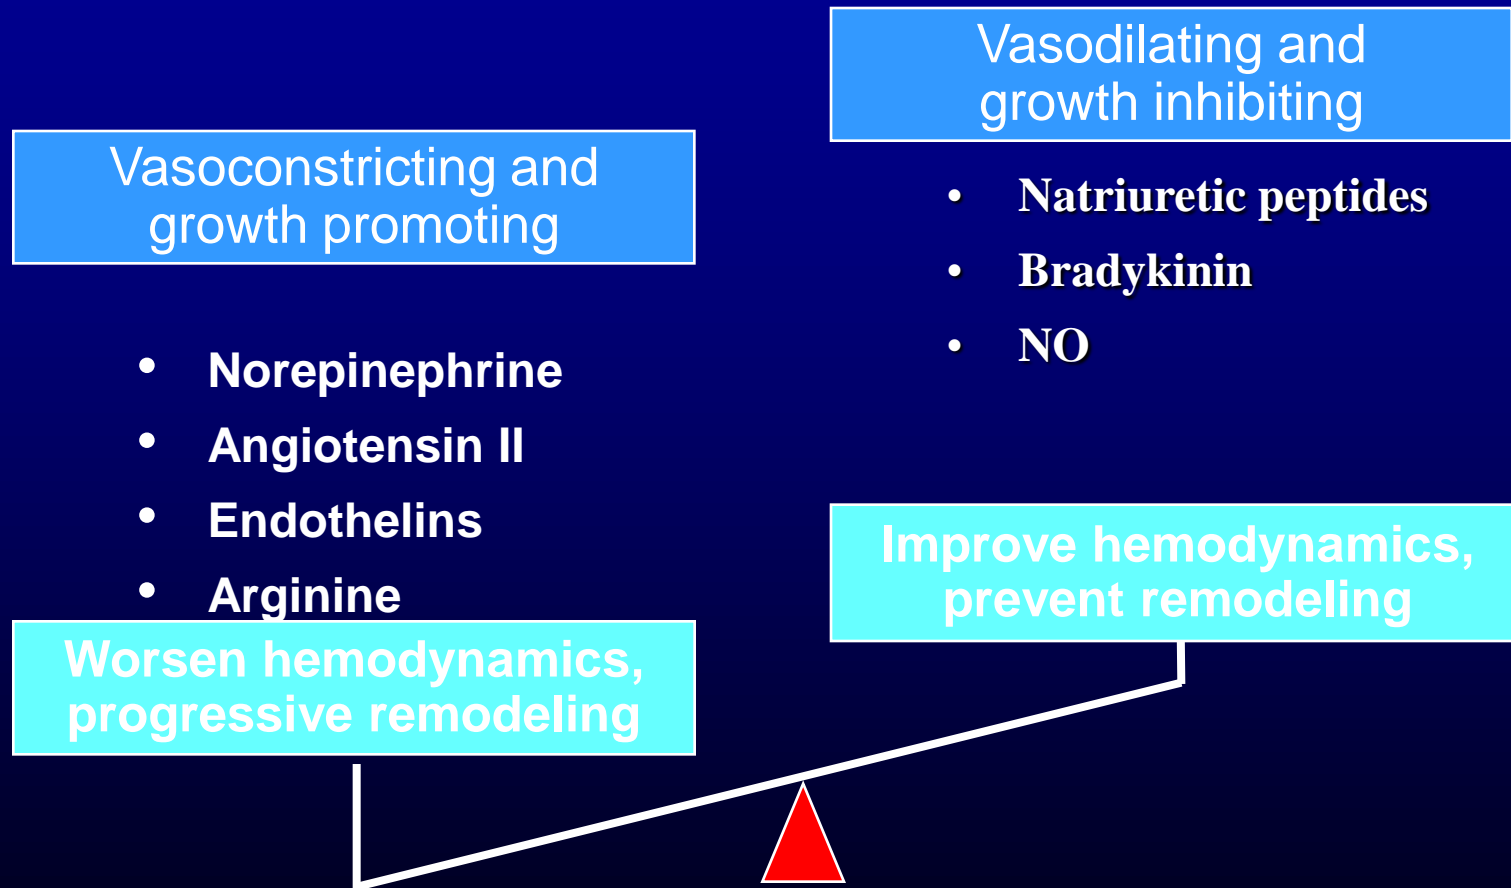 Vasoconstricting and
growth promoting
• Norepinephrine
• Angiotensin II
• Endothelins
• Arginine
Worsen hemodynamics,
progressive remodeling
Vasodilating and
growth inhibiting
• Natriuretic peptides
• Bradykinin
• NO
Improve hemodynamics,
prevent remodeling